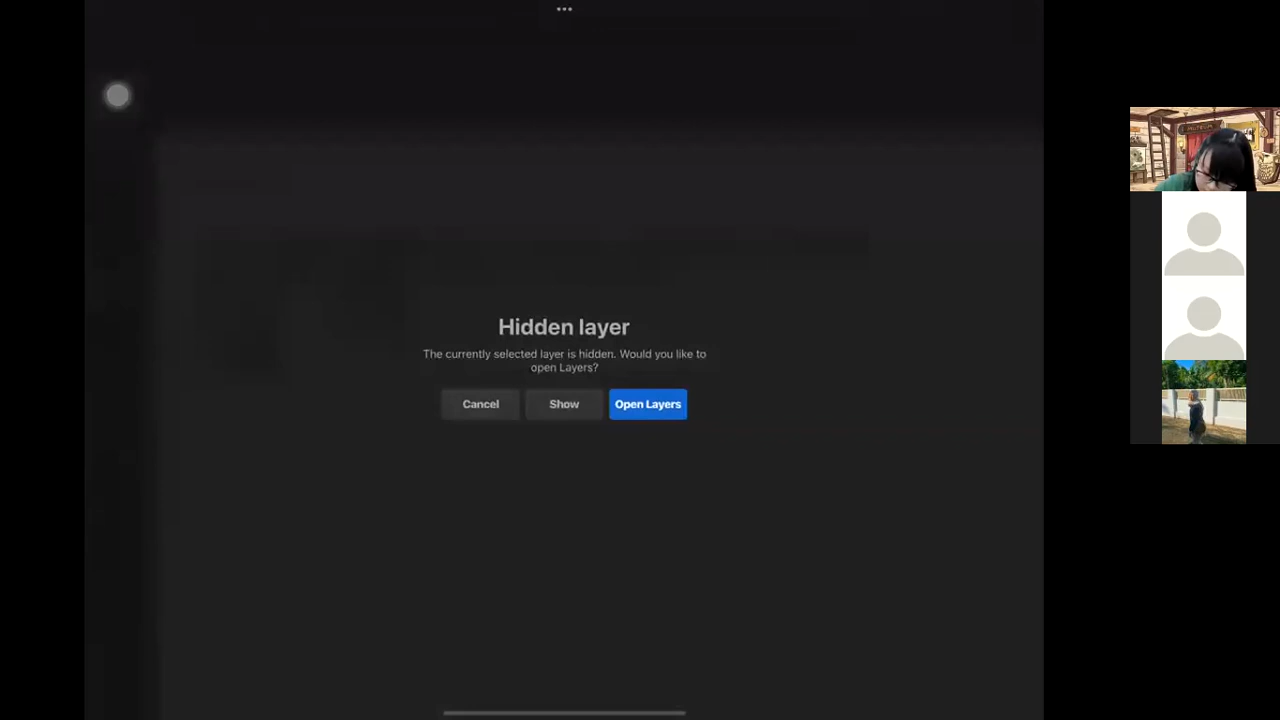 Hidden layer
The currently selected layer is hidden. Would you like to
open Layers?
Cancel
Show
Open Layers